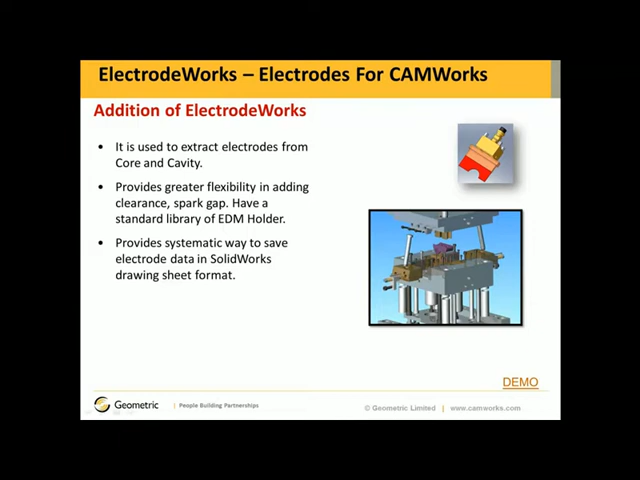 ElectrodeWorks – Electrodes For CAMWorks
Addition of ElectrodeWorks
• It is used to extract electrodes from
Core and Cavity.
• Provides greater flexibility in adding
clearance, spark gap. Have a
standard library of EDM Holder.
• Provides systematic way to save
electrode data in SolidWorks
drawing sheet format.
DEMO
Geometric | People Building Partnerships
© Geometric Limited | www.camworks.com